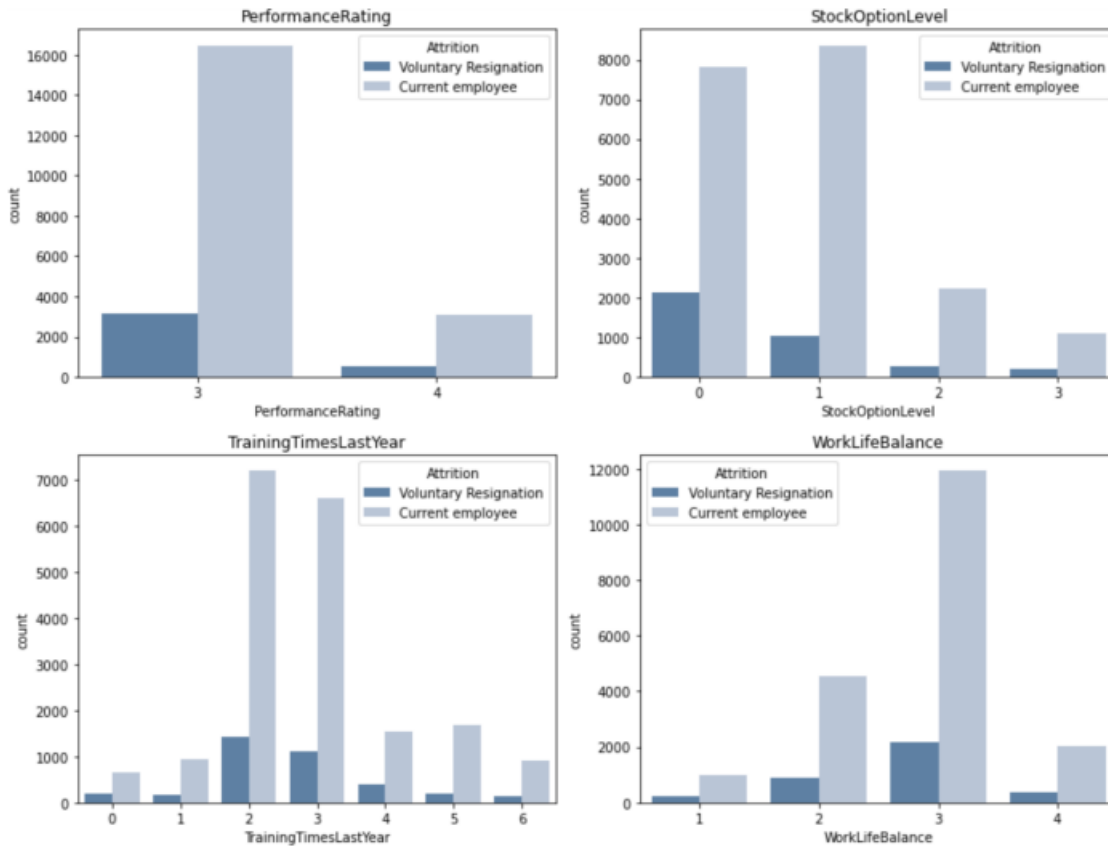 PerformanceRating
Attrition
Voluntary Resignation
Current employee
16000
14000
12000
10000
8000
6000
4000
2000
0
count
3 4
PerformanceRating
StockOptionLevel
Attrition
Voluntary Resignation
Current employee
8000
7000
6000
5000
4000
3000
2000
1000
0
count
0 1 2 3
StockOptionLevel
TrainingTimesLastYear
Attrition
Voluntary Resignation
Current employee
7000
6000
5000
4000
3000
2000
1000
0
count
0 1 2 3 4 5 6
TrainingTimesLastYear
WorkLifeBalance
Attrition
Voluntary Resignation
Current employee
12000
10000
8000
6000
4000
2000
0
count
1 2 3 4
WorkLifeBalance